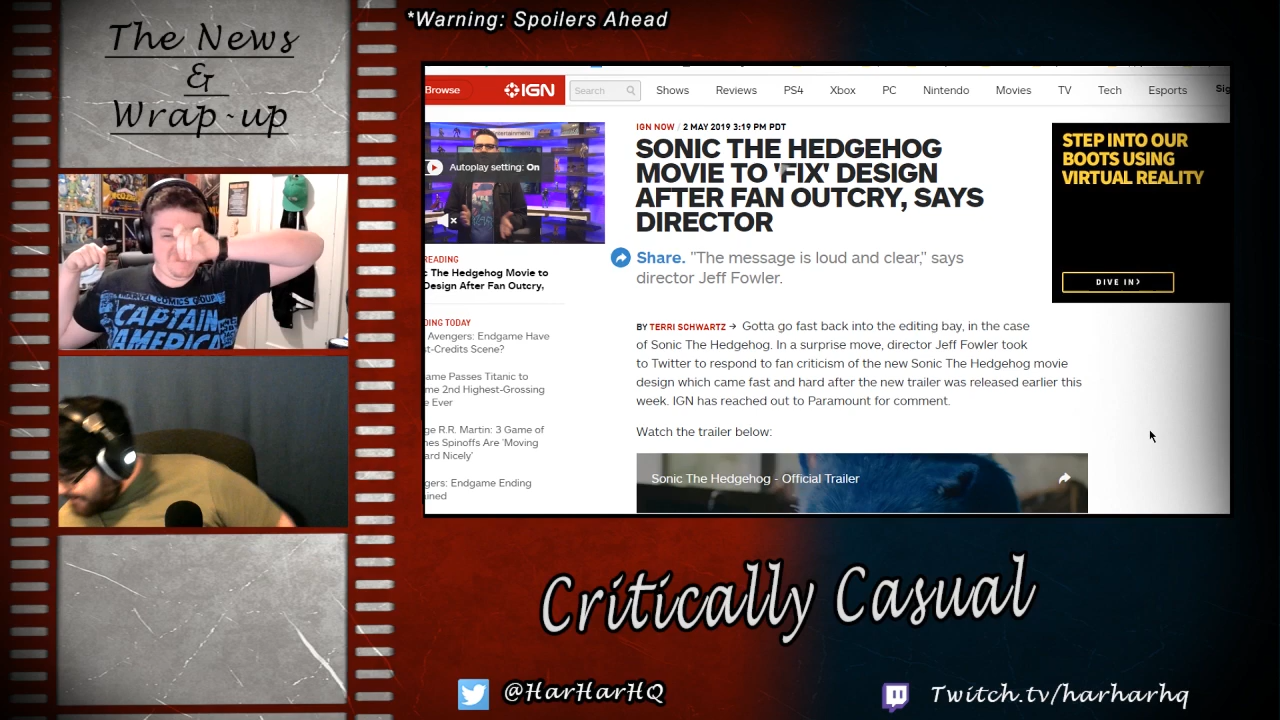 *Warning: Spoilers Ahead
The News
&
Wrap-up
Browse
IGN
Search
Shows
Reviews
PS4
Xbox
PC
Nintendo
Movies
TV
Tech
Esports
Autoplay setting: On
IGN NOW / 2 MAY 2019 3:19 PM PDT
SONIC THE HEDGEHOG
MOVIE TO 'FIX' DESIGN
AFTER FAN OUTCRY, SAYS
DIRECTOR
Share. "The message is loud and clear," says
director Jeff Fowler.
STEP INTO OUR
BOOTS USING
VIRTUAL REALITY
DIVE IN>
The Hedgehog Movie to
Design After Fan Outcry,
Avengers: Endgame Have
Credits Scene?
Passes Titanic to
2nd Highest-Grossing
Ever
R.R. Martin: 3 Game of
Spinoffs Are 'Moving
Nicely'
Endgame Ending
BY TERRI SCHWARTZ → Gotta go fast back into the editing bay, in the case
of Sonic The Hedgehog. In a surprise move, director Jeff Fowler took
to Twitter to respond to fan criticism of the new Sonic The Hedgehog movie
design which came fast and hard after the new trailer was released earlier this
week. IGN has reached out to Paramount for comment.
Watch the trailer below:
Sonic The Hedgehog - Official Trailer
MARVEL COMICS GROUP
CAPTAIN
AMERICA
Critically Casual
@HarHarHQ
Twitch.tv/harharhq